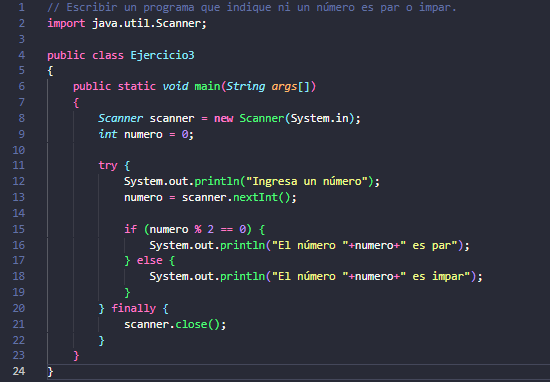 1 // Escribir un programa que indique ni un número es par o impar.
2 import java.util.Scanner;
3
4 public class Ejercicio3
5 {
6     public static void main(String args[])
7     {
8         Scanner scanner = new Scanner(System.in);
9         int numero = 0;
10
11         try {
12             System.out.println("Ingresa un número");
13             numero = scanner.nextInt();
14
15             if (numero % 2 == 0) {
16                 System.out.println("El número "+numero+" es par");
17             } else {
18                 System.out.println("El número "+numero+" es impar");
19             }
20         } finally {
21             scanner.close();
22         }
23     }
24 }